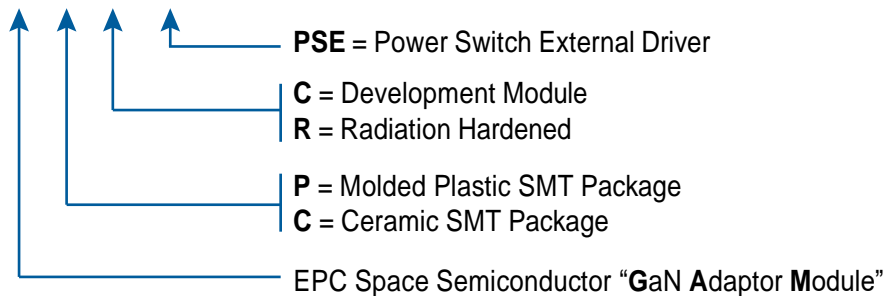 PSE = Power Switch External Driver
C = Development Module
R = Radiation Hardened
P = Molded Plastic SMT Package
C = Ceramic SMT Package
EPC Space Semiconductor “GaN Adaptor Module”